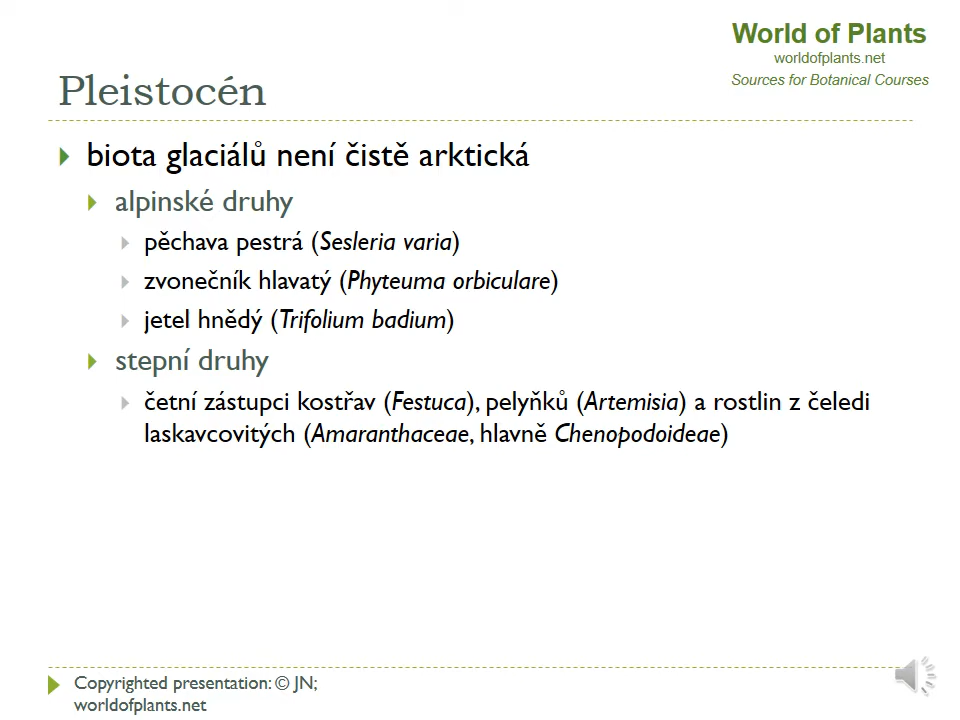 World of Plants
worldofplants.net
Sources for Botanical Courses
Pleistocén
biota glaciálů není čistě arktická
alpinské druhy
pěchava pestrá (Sesleria varia)
zvonečník hlavatý (Phyteuma orbiculare)
jetel hnědý (Trifolium badium)
stepní druhy
četní zástupci kostřav (Festuca), pelyňků (Artemisia) a rostlin z čeledi
laskavcovitých (Amaranthaceae, hlavně Chenopodoideae)
Copyrighted presentation: © JN;
worldofplants.net